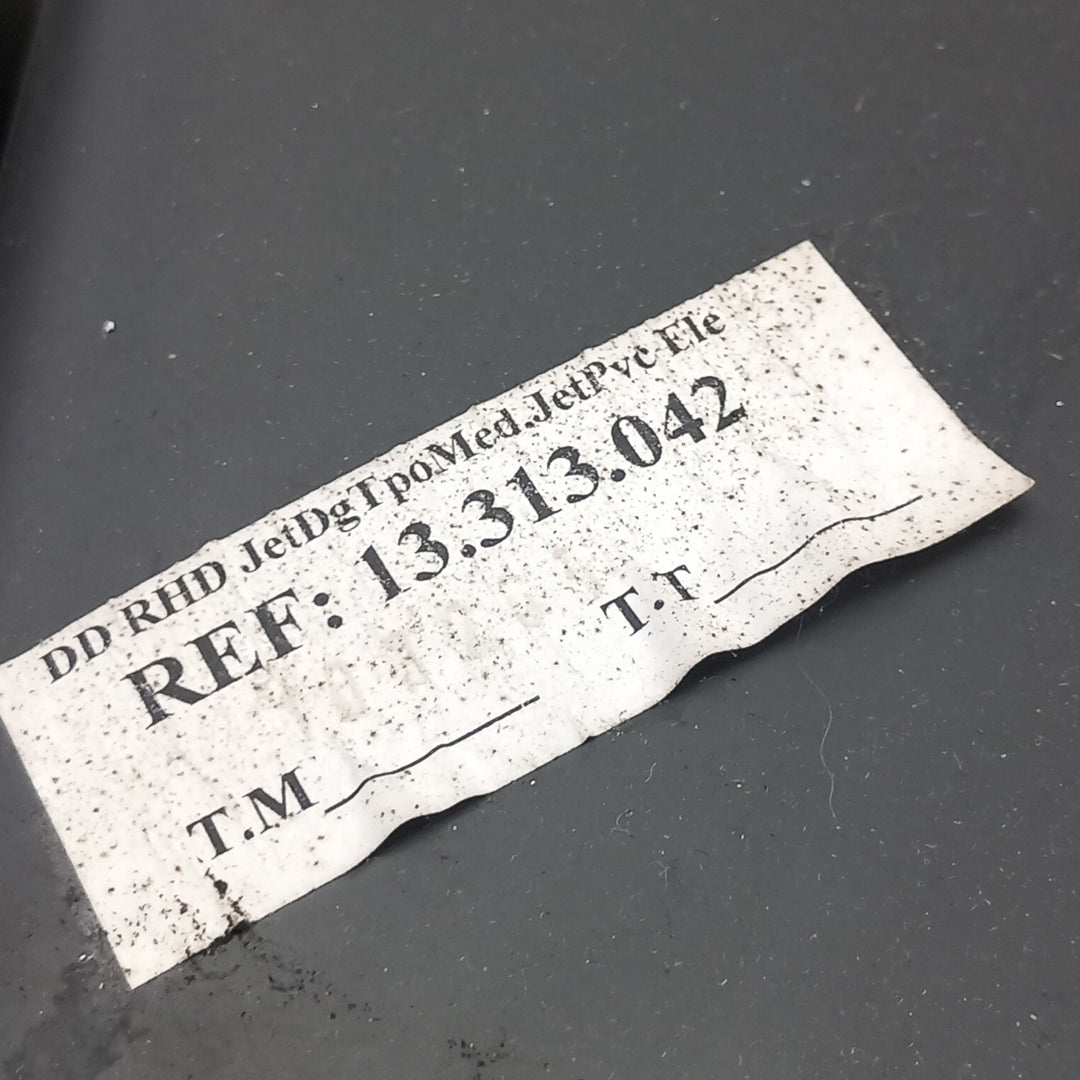 DD RHD JetDgTpoMed.JetPvc Ele
REF: 13.313.042
T.M
T.T